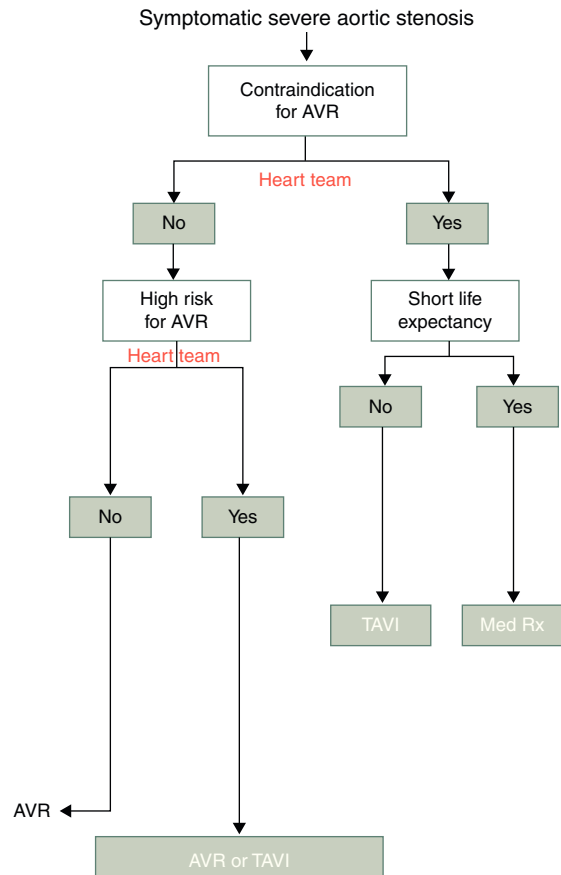 Symptomatic severe aortic stenosis
Contraindication
for AVR
Heart team
No
Yes
High risk
for AVR
Short life
expectancy
Heart team
No
Yes
No
Yes
TAVI
Med Rx
AVR
AVR or TAVI